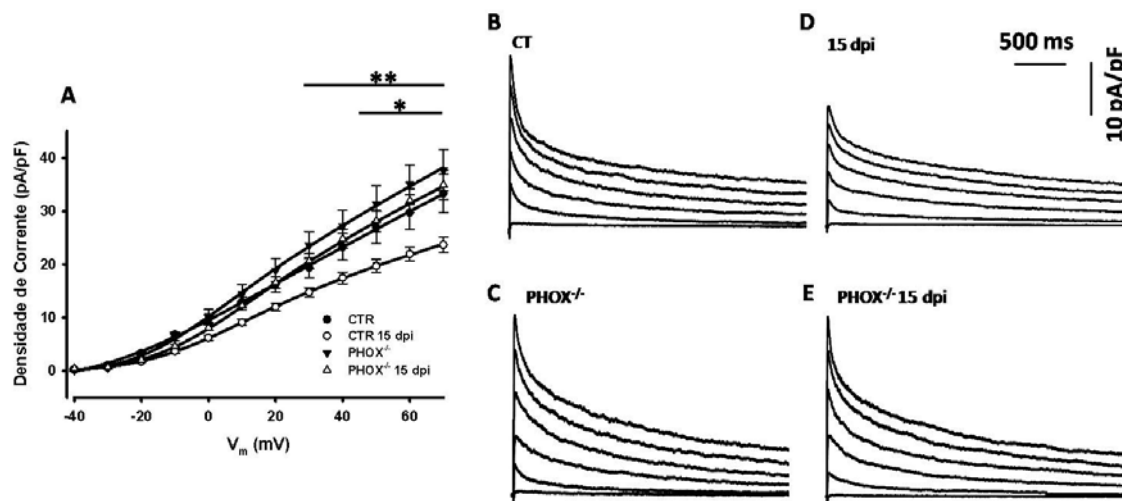 A
**
*
Densidade de Corrente (pA/pF)
40
30
20
10
0
-40
-20
0
20
40
60
V_m (mV)
CTR
CTR 15 dpi
PHOX^-/-
PHOX^-/- 15 dpi
B
CT
C
PHOX^-/-
D
15 dpi
500 ms
10 pA/pF
E
PHOX^-/- 15 dpi